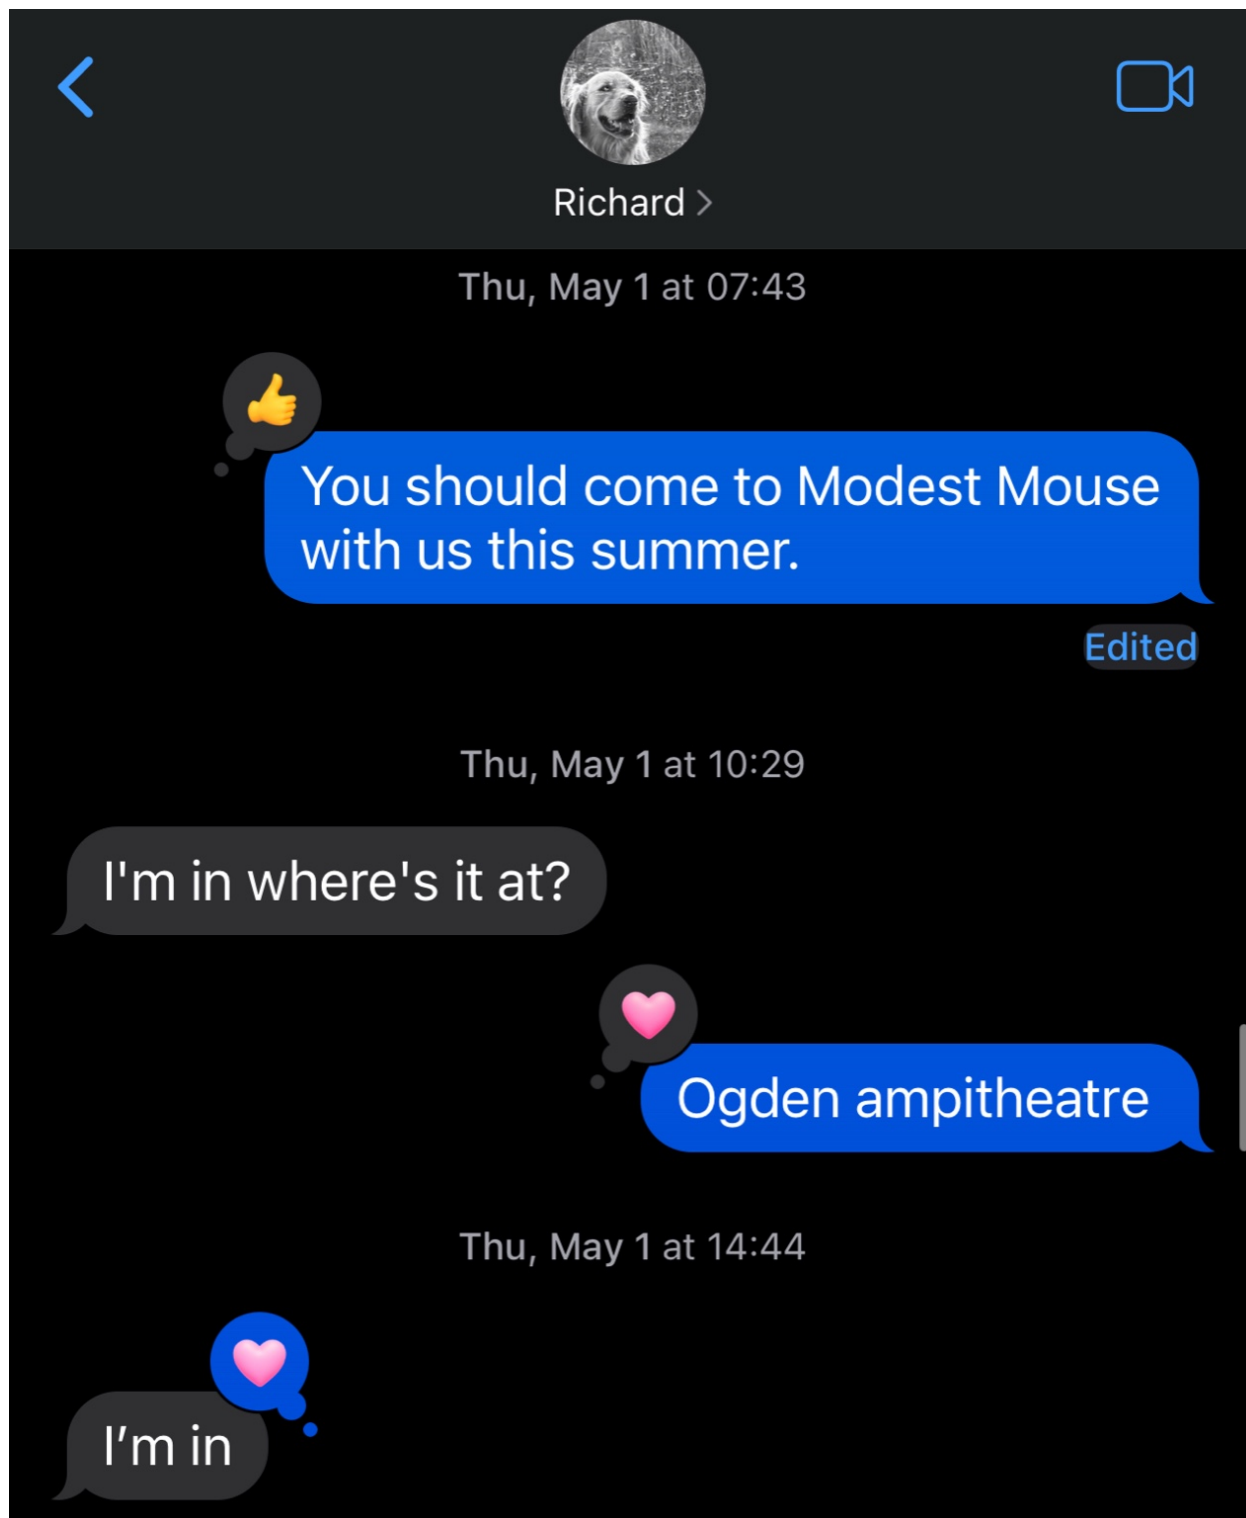 Richard
Thu, May 1 at 07:43
You should come to Modest Mouse
with us this summer.
Edited
Thu, May 1 at 10:29
I'm in where's it at?
Ogden ampitheatre
Thu, May 1 at 14:44
I’m in